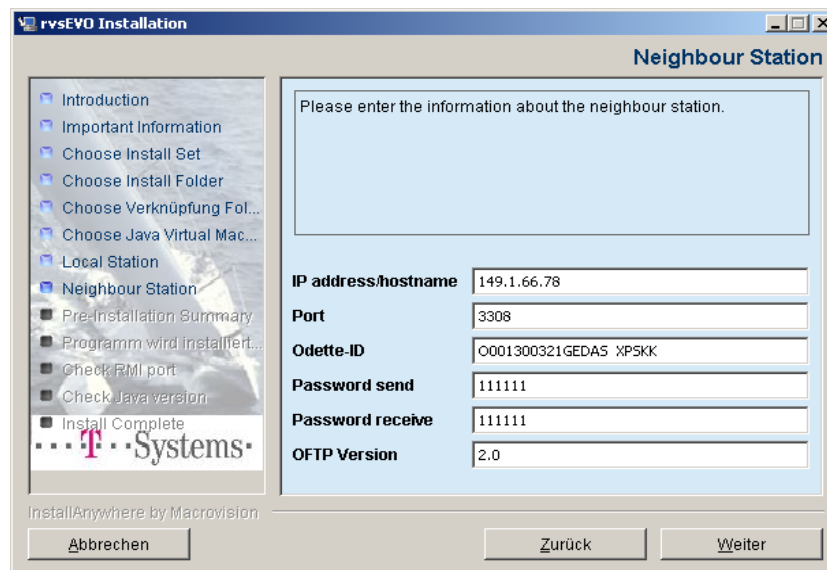 rvsEVO Installation
Neighbour Station
Introduction
Important Information
Choose Install Set
Choose Install Folder
Choose Verknüpfung Fol...
Choose Java Virtual Mac...
Local Station
Neighbour Station
Pre-Installation Summary
Programm wird installiert...
Check RMI port
Check Java version
Install Complete
····T··Systems·
Please enter the information about the neighbour station.
IP address/hostname 149.1.66.78
Port 3308
Odette-ID O001300321GEDAS XPSKK
Password send 111111
Password receive 111111
OFTP Version 2.0
InstallAnywhere by Macrovision
Abbrechen Zurück Weiter